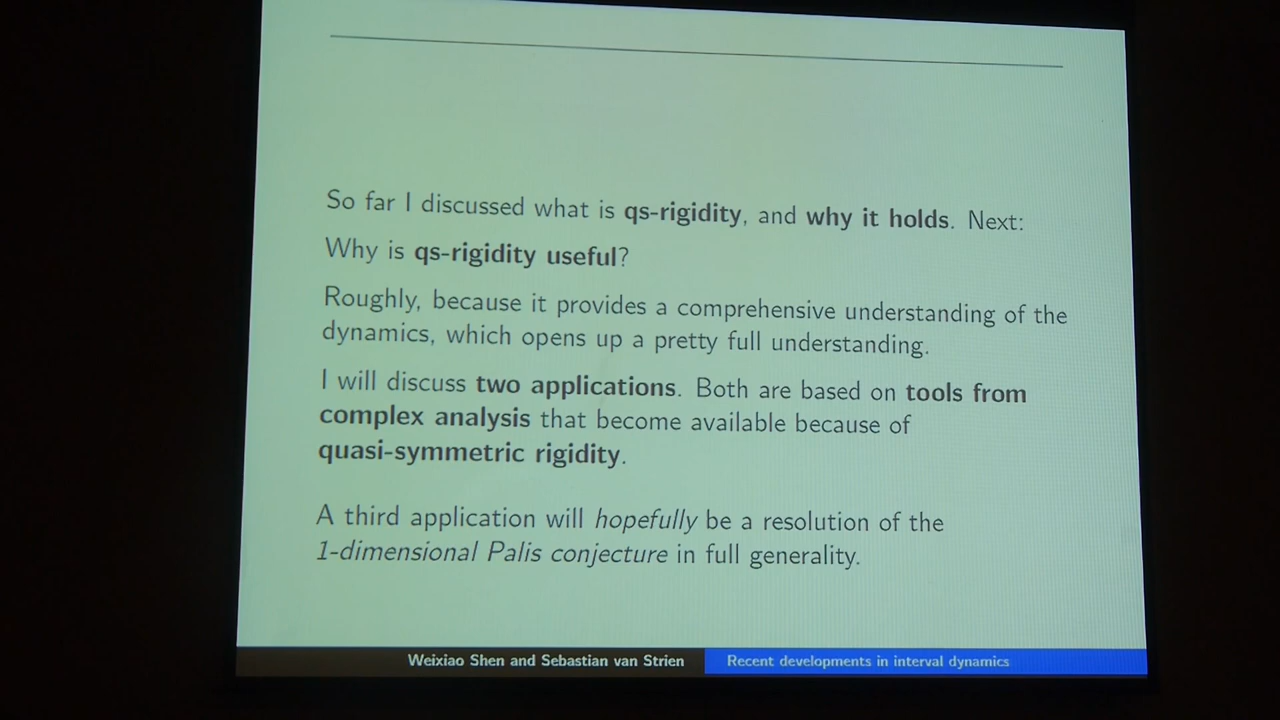 So far I discussed what is qs-rigidity, and why it holds. Next:
Why is qs-rigidity useful?
Roughly, because it provides a comprehensive understanding of the
dynamics, which opens up a pretty full understanding.
I will discuss two applications. Both are based on tools from
complex analysis that become available because of
quasi-symmetric rigidity.
A third application will hopefully be a resolution of the
1-dimensional Palis conjecture in full generality.
Weixiao Shen and Sebastian van Strien
Recent developments in interval dynamics